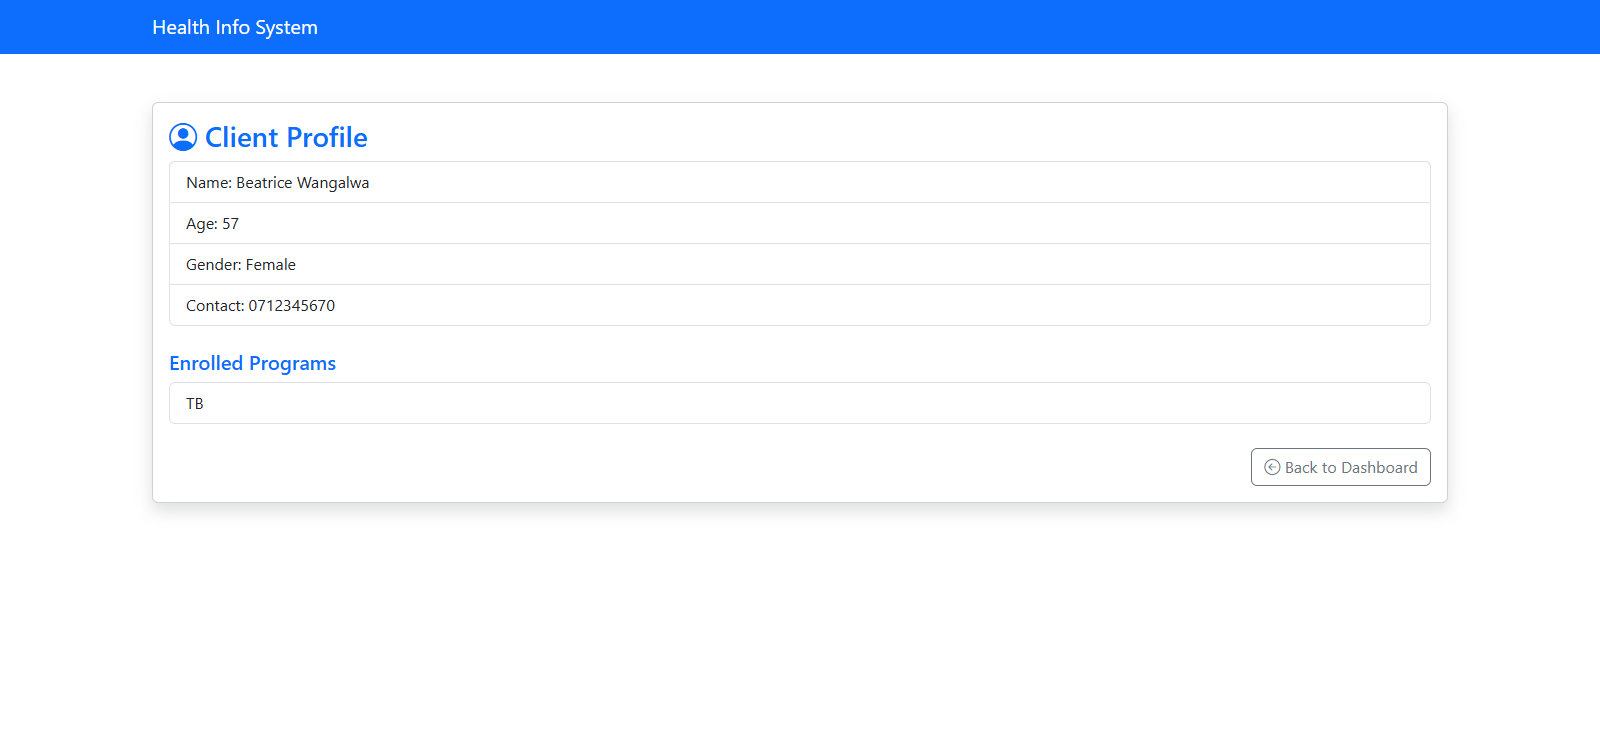 Health Info System
Client Profile
Name: Beatrice Wangalwa
Age: 57
Gender: Female
Contact: 0712345670
Enrolled Programs
TB
Back to Dashboard